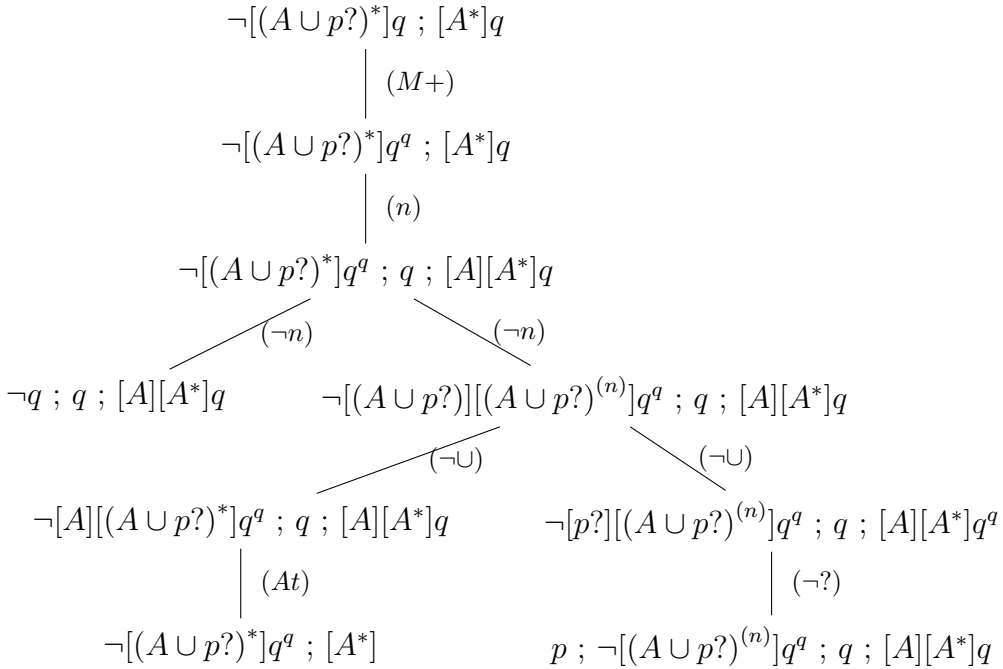 ¬[(A ∪ p?)*]q ; [A*]q
(M+)
¬[(A ∪ p?)*]q^q ; [A*]q
(n)
¬[(A ∪ p?)*]q^q ; q ; [A][A*]q
(¬n) (¬n)
¬q ; q ; [A][A*]q ¬[(A ∪ p?)][(A ∪ p?)^(n)]q^q ; q ; [A][A*]q
(¬∪) (¬∪)
¬[A][(A ∪ p?)*]q^q ; q ; [A][A*]q ¬[p?][(A ∪ p?)^(n)]q^q ; q ; [A][A*]q^q
(At) (¬?)
¬[(A ∪ p?)*]q^q ; [A*] p ; ¬[(A ∪ p?)^(n)]q^q ; q ; [A][A*]q